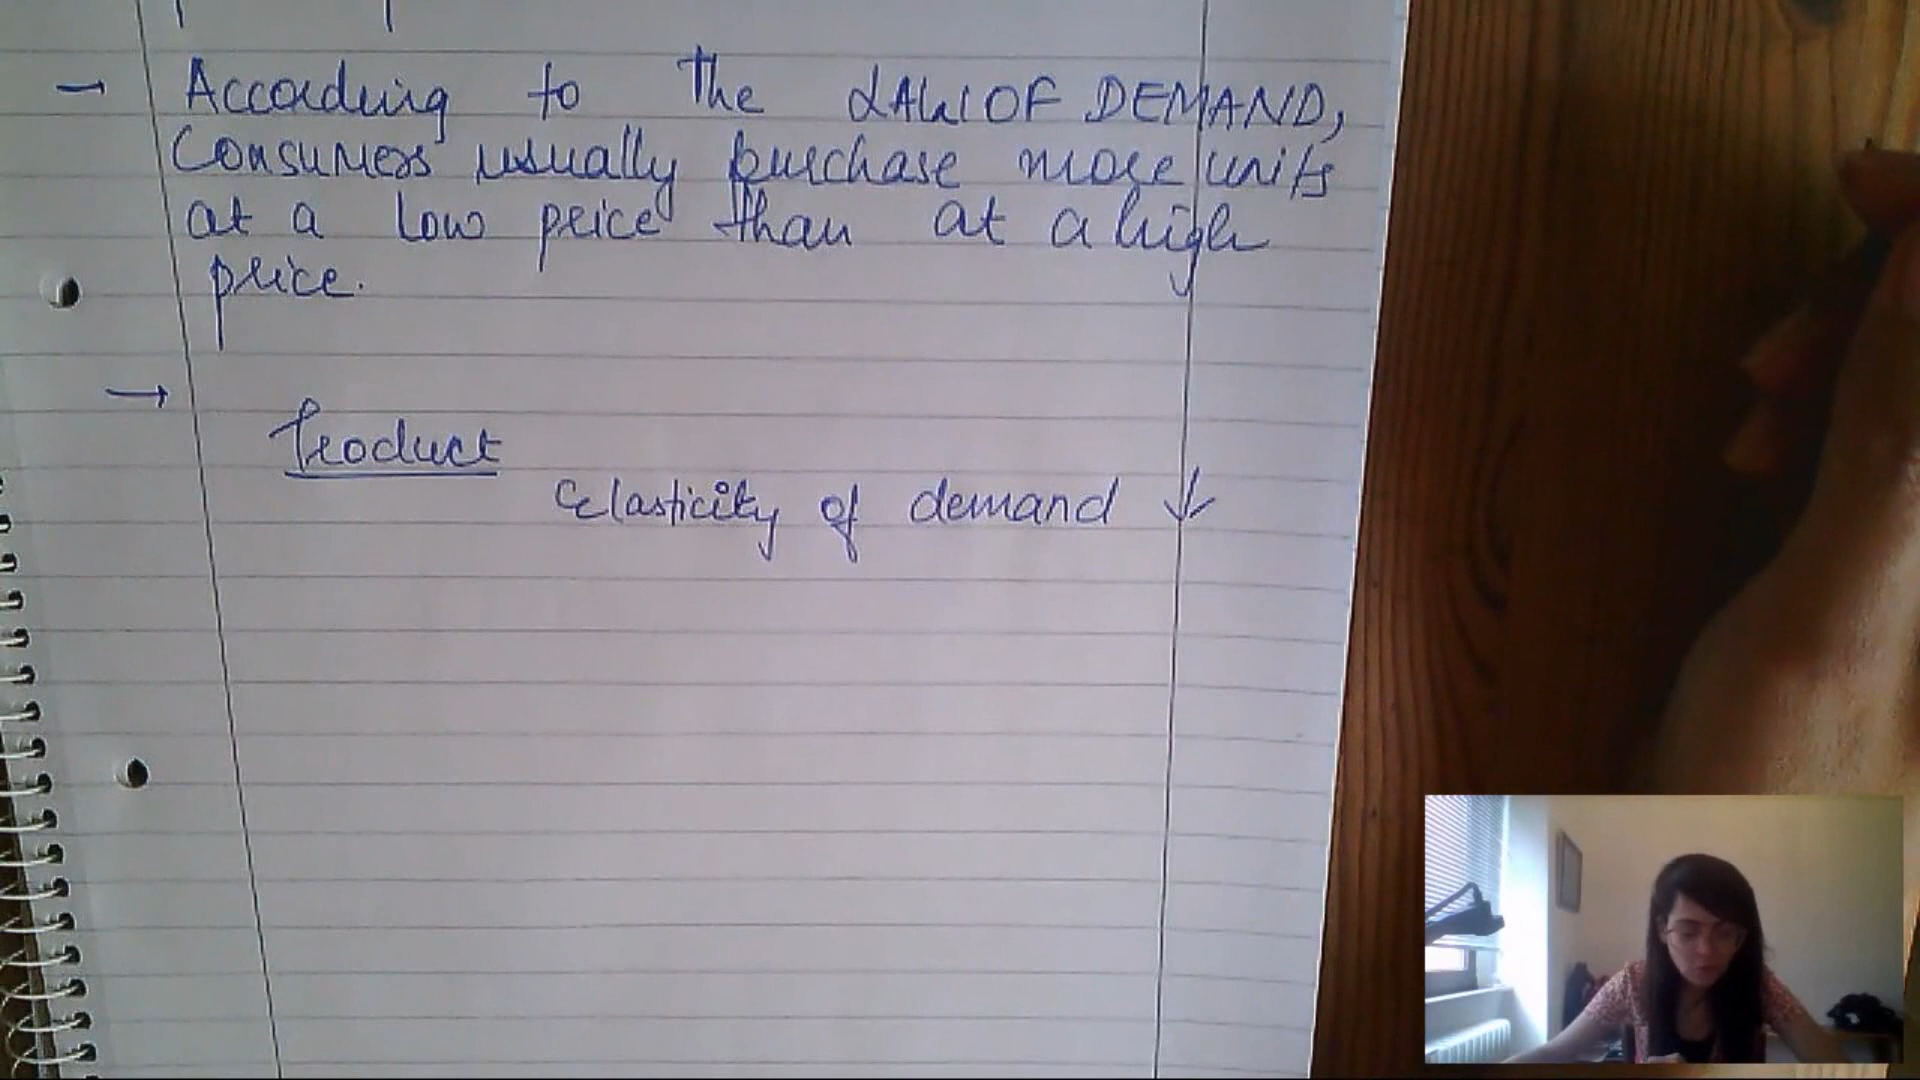 - According to the LAW OF DEMAND,
Consumers usually purchase more units
at a low price than at a high
price.
→
Product
Elasticity of demand ↓